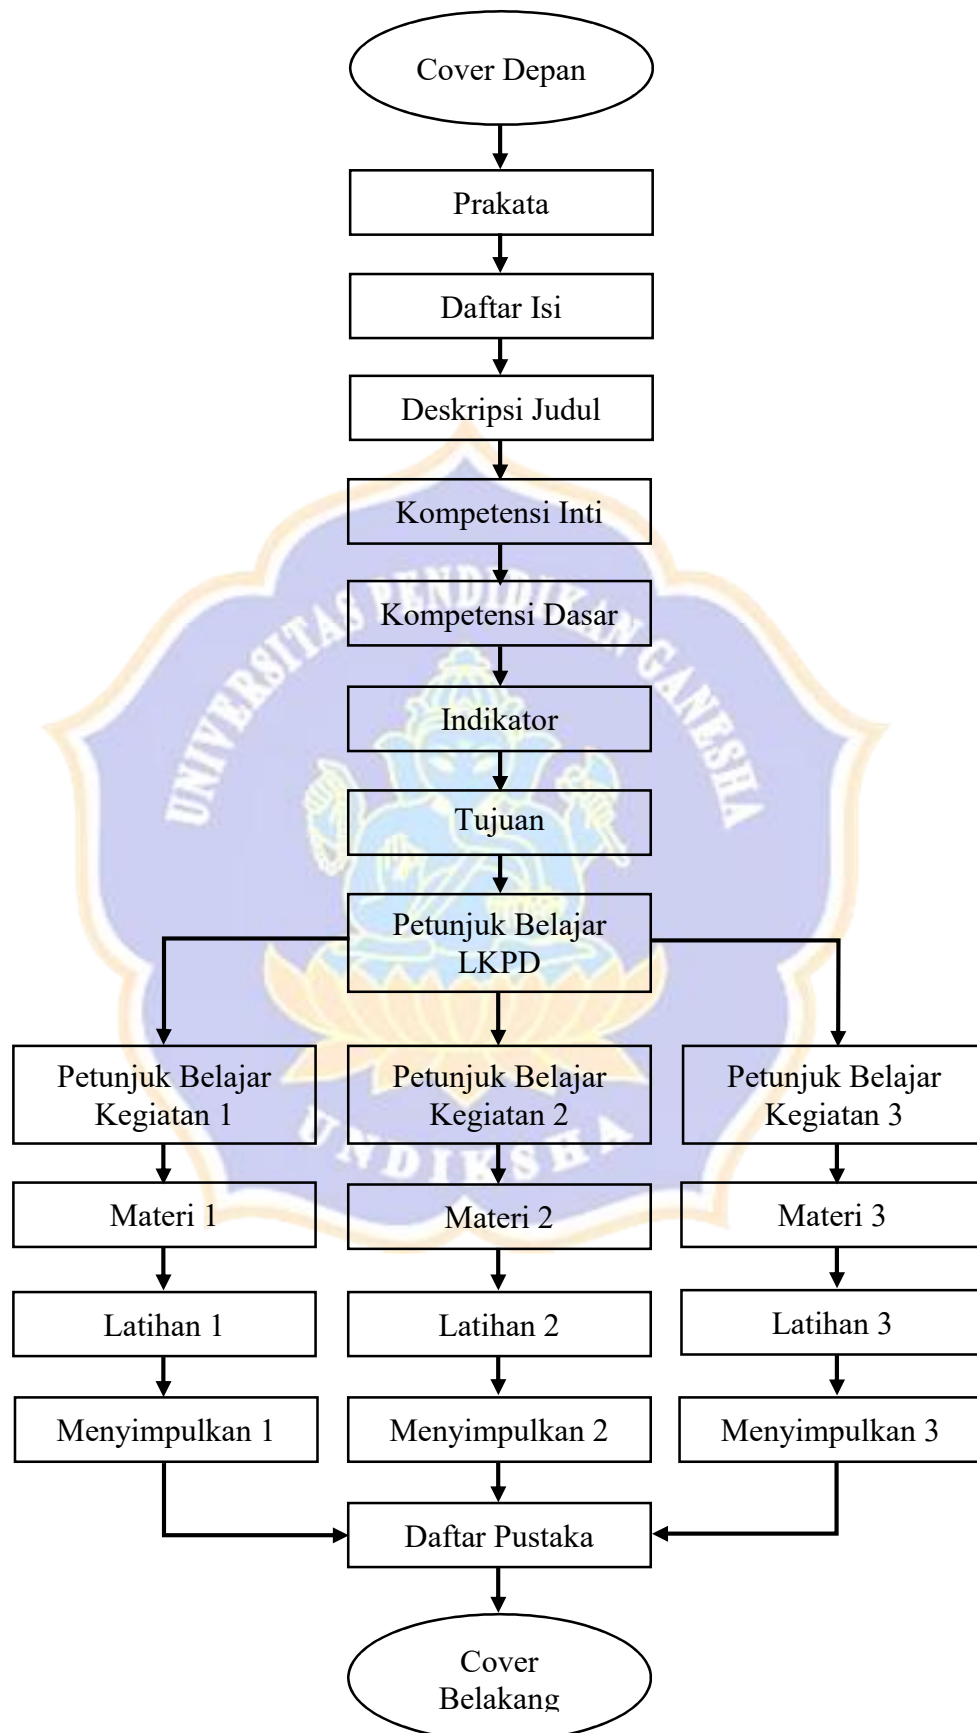 Cover Depan
Prakata
Daftar Isi
Deskripsi Judul
Kompetensi Inti
UNIVERSITAS PENDIDIKAN GANESHA
Kompetensi Dasar
Indikator
Tujuan
Petunjuk Belajar
LKPD
Petunjuk Belajar
Kegiatan 1
Petunjuk Belajar
Kegiatan 2
Petunjuk Belajar
Kegiatan 3
UNDIKSHA
Materi 1
Materi 2
Materi 3
Latihan 1
Latihan 2
Latihan 3
Menyimpulkan 1
Menyimpulkan 2
Menyimpulkan 3
Daftar Pustaka
Cover
Belakang